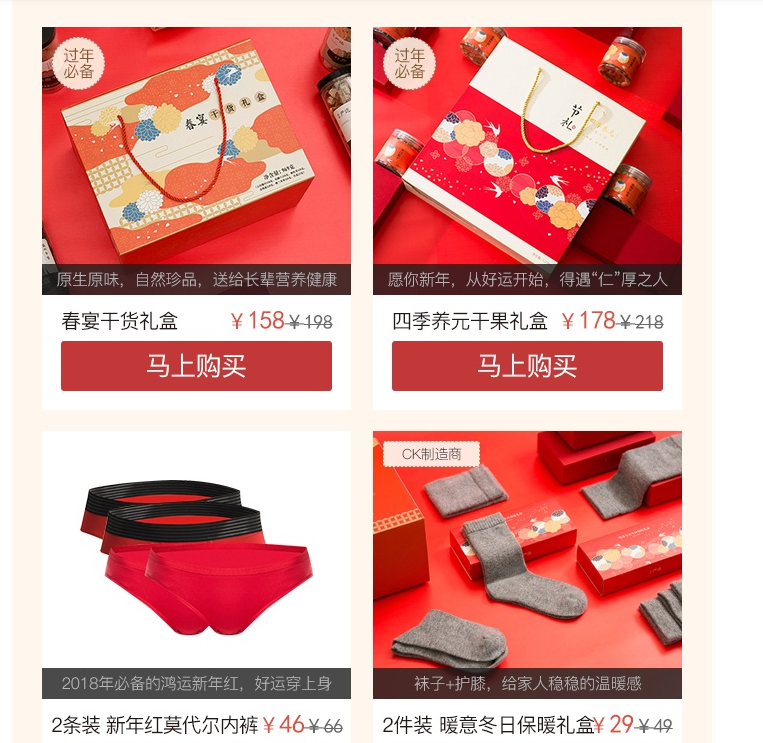 过年
必备
春宴干货礼盒
原生原味，自然珍品，送给长辈营养健康
春宴干货礼盒 ￥158 ￥198
马上购买
过年
必备
节礼
愿你新年，从好运开始，得遇“仁”厚之人
四季养元干果礼盒 ￥178 ￥218
马上购买
2018年必备的鸿运新年红，好运穿上身
2条装 新年红莫代尔内裤 ￥46 ￥66
CK制造商
袜子+护膝，给家人稳稳的温暖感
2件装 暖意冬日保暖礼盒 ￥29 ￥49